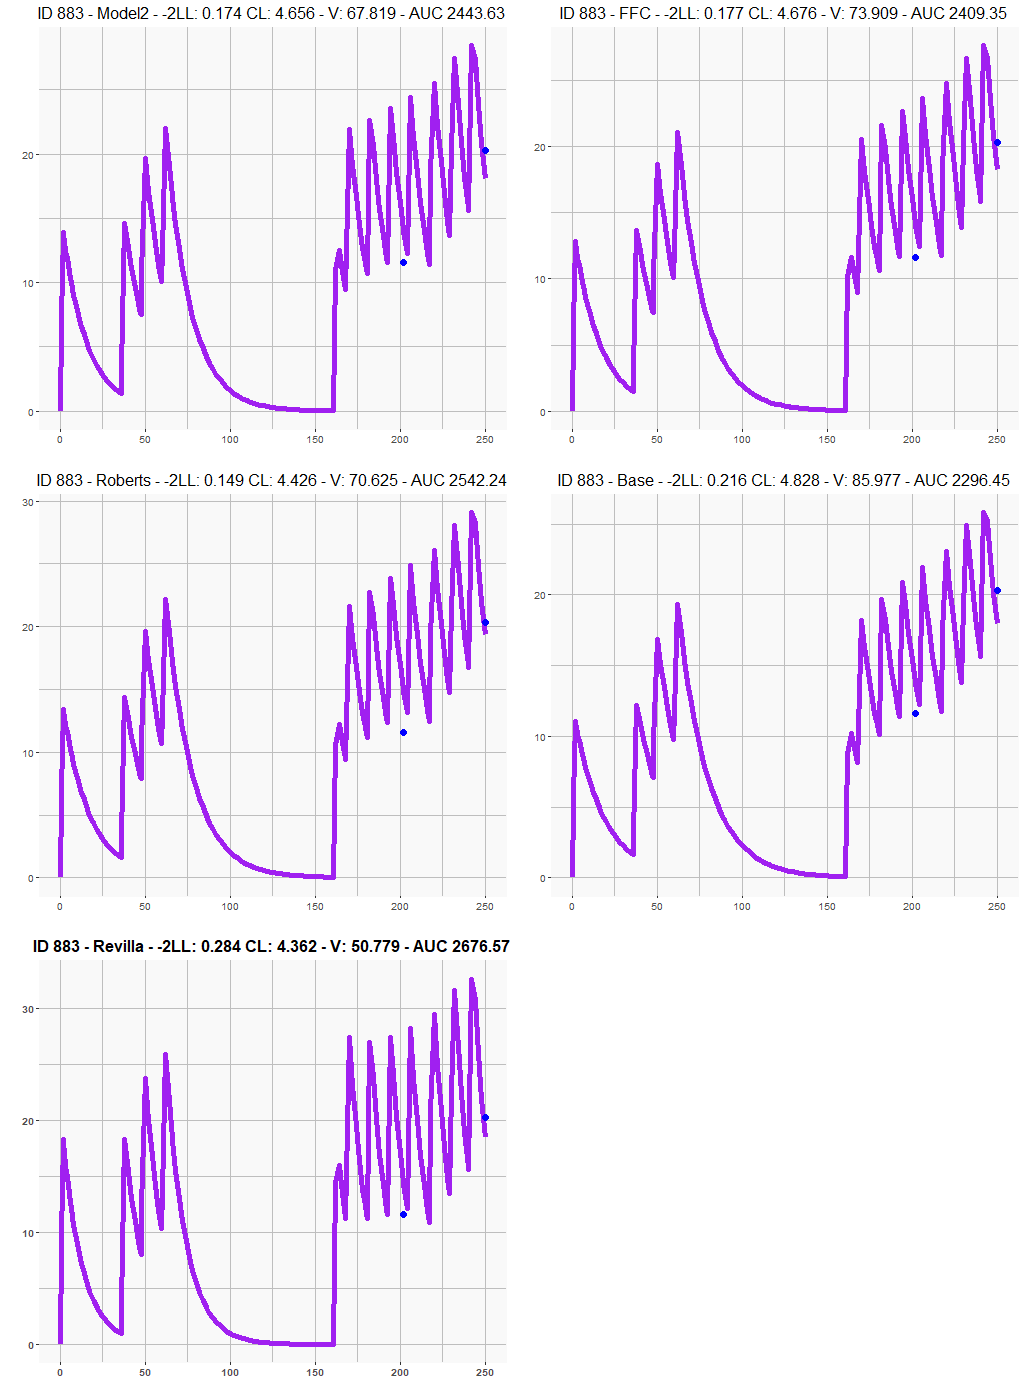 ID 883 - Model2 - -2LL: 0.174 CL: 4.656 - V: 67.819 - AUC 2443.63
20
10
0
0 50 100 150 200 250
ID 883 - FFC - -2LL: 0.177 CL: 4.676 - V: 73.909 - AUC 2409.35
20
10
0
0 50 100 150 200 250
ID 883 - Roberts - -2LL: 0.149 CL: 4.426 - V: 70.625 - AUC 2542.24
30
20
10
0
0 50 100 150 200 250
ID 883 - Base - -2LL: 0.216 CL: 4.828 - V: 85.977 - AUC 2296.45
20
10
0
0 50 100 150 200 250
ID 883 - Revilla - -2LL: 0.284 CL: 4.362 - V: 50.779 - AUC 2676.57
30
20
10
0
0 50 100 150 200 250